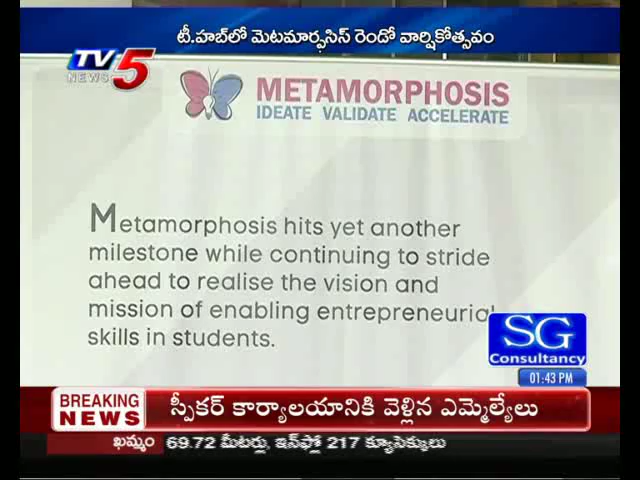 టీ.హబ్‌లో మెటమార్ఫసిస్ రెండో వార్షికోత్సవం
TV5
NEWS
METAMORPHOSIS
IDEATE VALIDATE ACCELERATE
Metamorphosis hits yet another
milestone while continuing to stride
ahead to realise the vision and
mission of enabling entrepreneurial
skills in students.
SG
Consultancy
01:43 PM
BREAKING
NEWS
స్పీకర్ కార్యాలయానికి వెళ్లిన ఎమ్మెల్యేలు
ఖమ్మం 69.72 మీటర్లు, ఇన్‌ఫ్లో 217 క్యూసెక్కులు